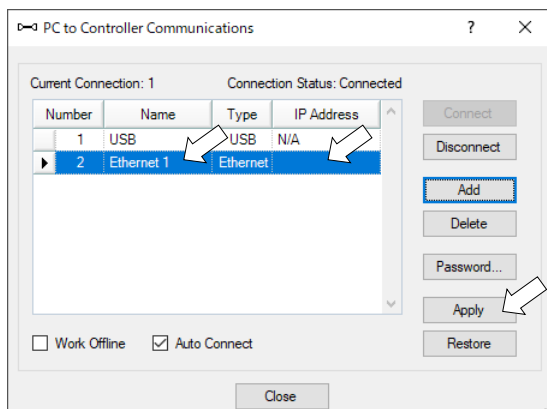 PC to Controller Communications ? ×
Current Connection: 1 Connection Status: Connected
Number Name Type IP Address
1 USB USB N/A
2 Ethernet 1 Ethernet
Connect
Disconnect
Add
Delete
Password...
Apply
Restore
Work Offline Auto Connect
Close